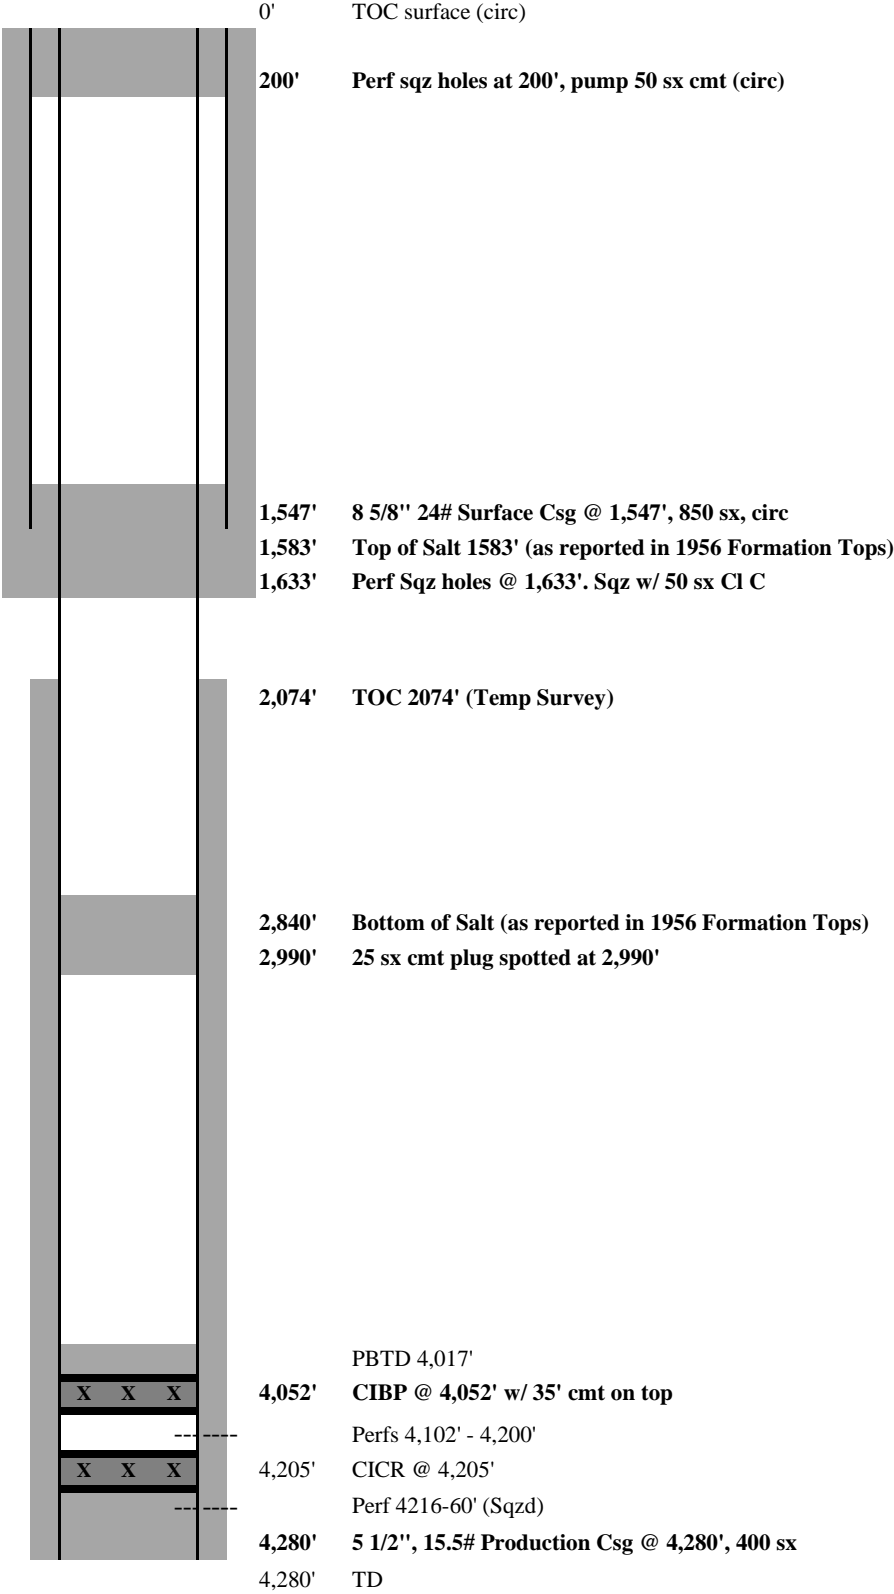 0' TOC surface (circ)
200' Perf sqz holes at 200', pump 50 sx cmt (circ)
1,547' 8 5/8" 24# Surface Csg @ 1,547', 850 sx, circ
1,583' Top of Salt 1583' (as reported in 1956 Formation Tops)
1,633' Perf Sqz holes @ 1,633'. Sqz w/ 50 sx Cl C
2,074' TOC 2074' (Temp Survey)
2,840' Bottom of Salt (as reported in 1956 Formation Tops)
2,990' 25 sx cmt plug spotted at 2,990'
PBTD 4,017'
X X X 4,052' CIBP @ 4,052' w/ 35' cmt on top
Perfs 4,102' - 4,200'
X X X 4,205' CICR @ 4,205'
Perf 4216-60' (Sqzd)
4,280' 5 1/2", 15.5# Production Csg @ 4,280', 400 sx
4,280' TD